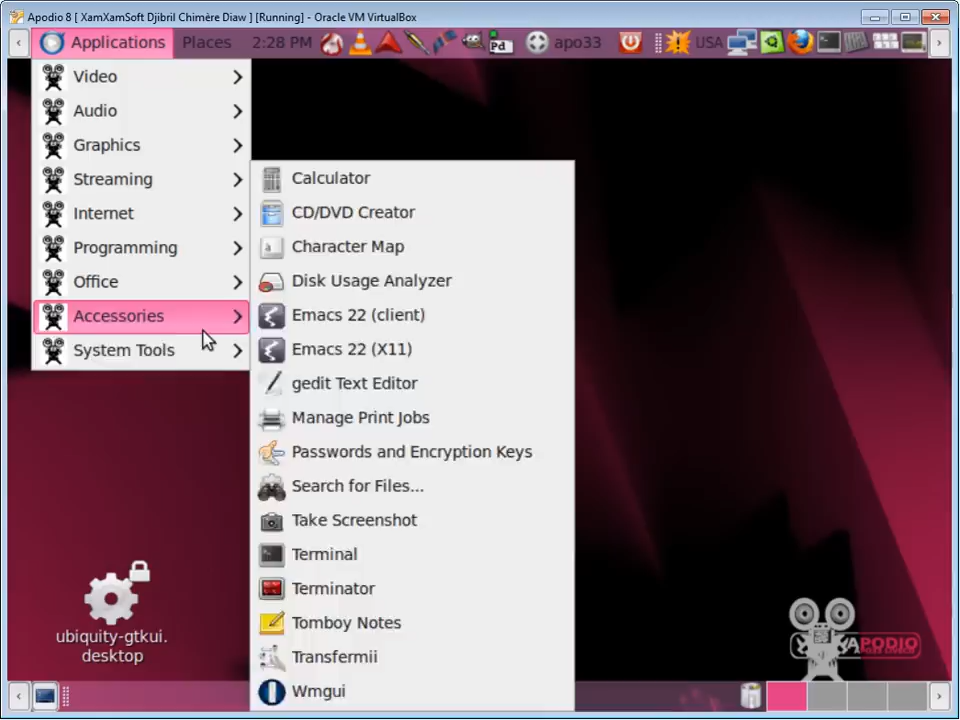 Apodio 8 [ XamXamSoft Djibril Chimère Diaw ] [Running] - Oracle VM VirtualBox
Applications Places 2:28 PM Pd apo33 USA
Video
Audio
Graphics
Streaming
Internet
Programming
Office
Accessories
System Tools
Calculator
CD/DVD Creator
Character Map
Disk Usage Analyzer
Emacs 22 (client)
Emacs 22 (X11)
gedit Text Editor
Manage Print Jobs
Passwords and Encryption Keys
Search for Files...
Take Screenshot
Terminal
Terminator
Tomboy Notes
Transfermii
Wmgui
ubiquity-gtkui.
desktop
APODIO